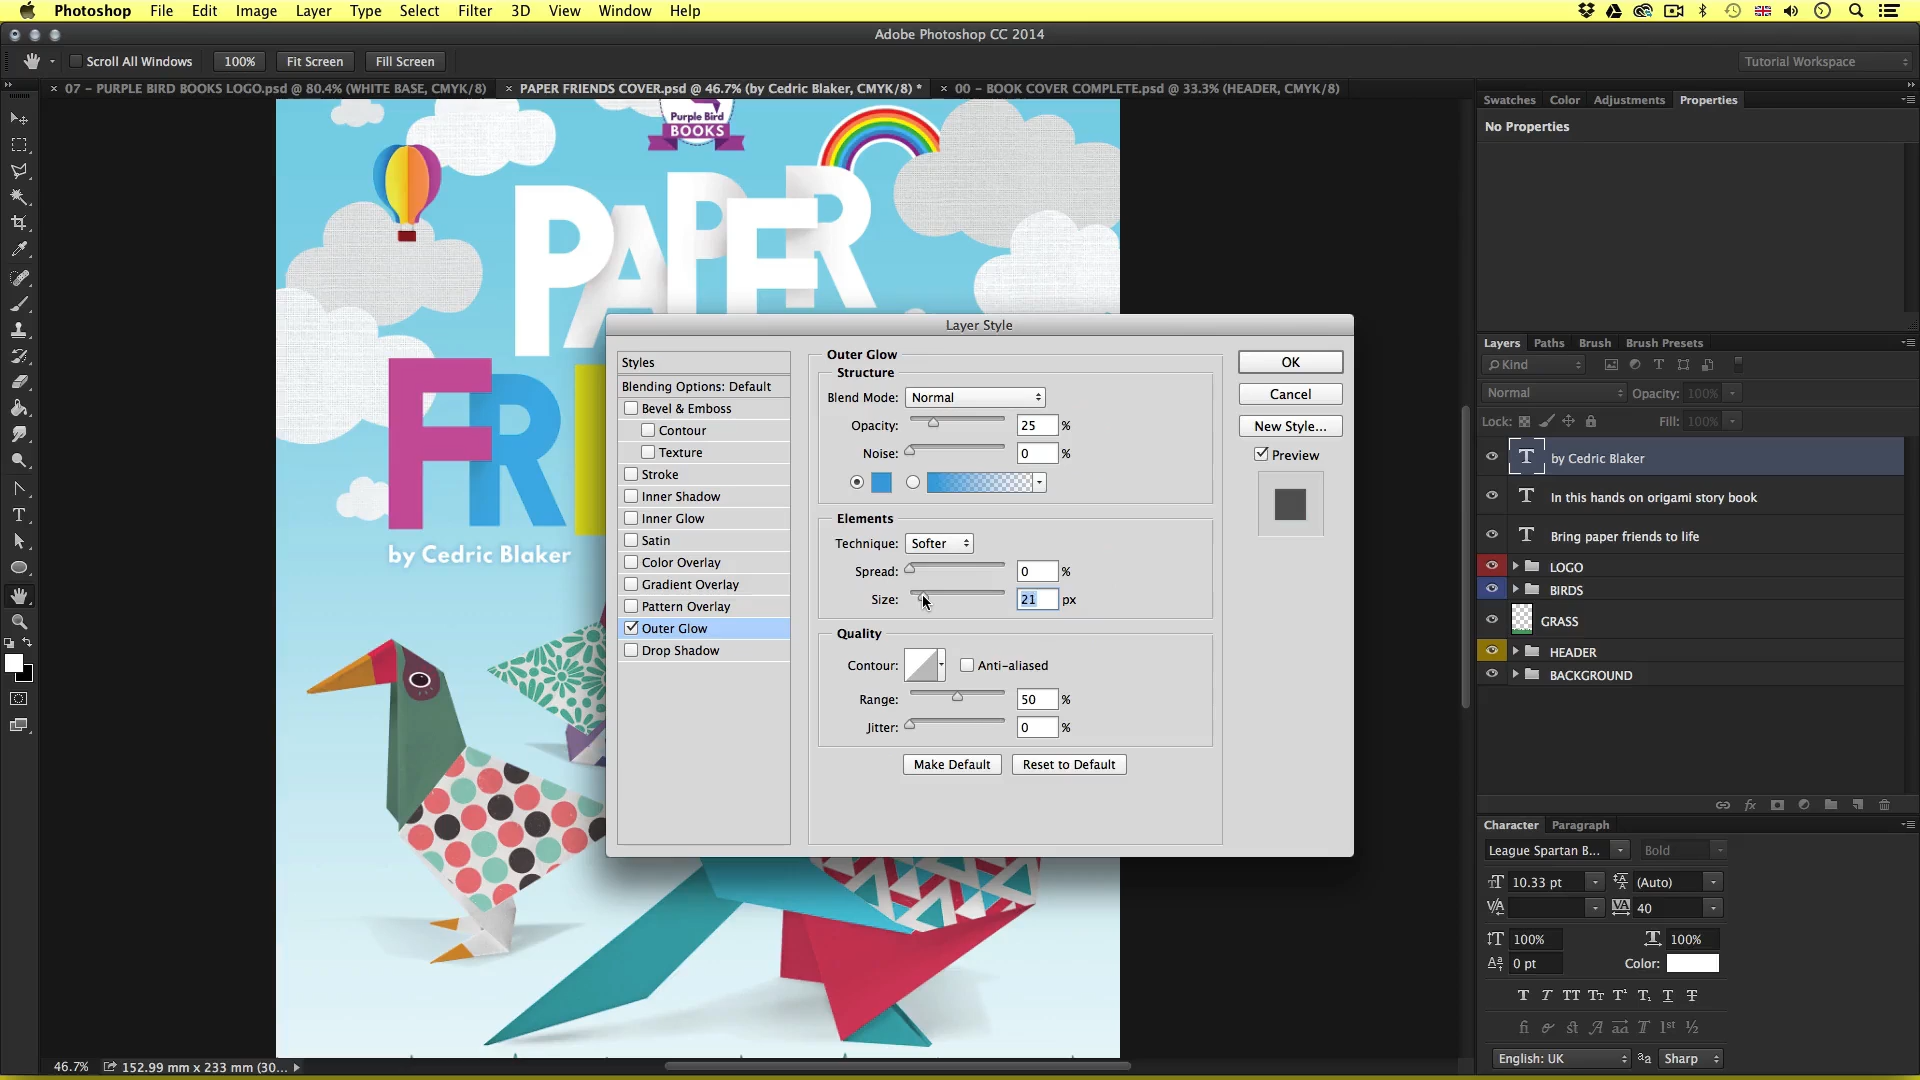 Photoshop File Edit Image Layer Type Select Filter 3D View Window Help
Adobe Photoshop CC 2014
Scroll All Windows 100% Fit Screen Fill Screen Tutorial Workspace
07 – PURPLE BIRD BOOKS LOGO.psd @ 80.4% (WHITE BASE, CMYK/8)
PAPER FRIENDS COVER.psd @ 46.7% (by Cedric Blaker, CMYK/8) *
00 – BOOK COVER COMPLETE.psd @ 33.3% (HEADER, CMYK/8)
Swatches Color Adjustments Properties
No Properties
Purple Bird
BOOKS
PAPER
FR
by Cedric Blaker
Layer Style
Styles
Blending Options: Default
Bevel & Emboss
Contour
Texture
Stroke
Inner Shadow
Inner Glow
Satin
Color Overlay
Gradient Overlay
Pattern Overlay
Outer Glow
Drop Shadow
Outer Glow
Structure
Blend Mode: Normal
Opacity: 25 %
Noise: 0 %
Elements
Technique: Softer
Spread: 0 %
Size: 21 px
Quality
Contour: Anti-aliased
Range: 50 %
Jitter: 0 %
Make Default Reset to Default
OK
Cancel
New Style...
Preview
Layers Paths Brush Brush Presets
Kind
Normal Opacity: 100%
Lock: Fill: 100%
by Cedric Blaker
In this hands on origami story book
Bring paper friends to life
LOGO
BIRDS
GRASS
HEADER
BACKGROUND
Character Paragraph
League Spartan B... Bold
10.33 pt (Auto)
40
100% 100%
0 pt Color:
English: UK Sharp
46.7% 152.99 mm x 233 mm (30...